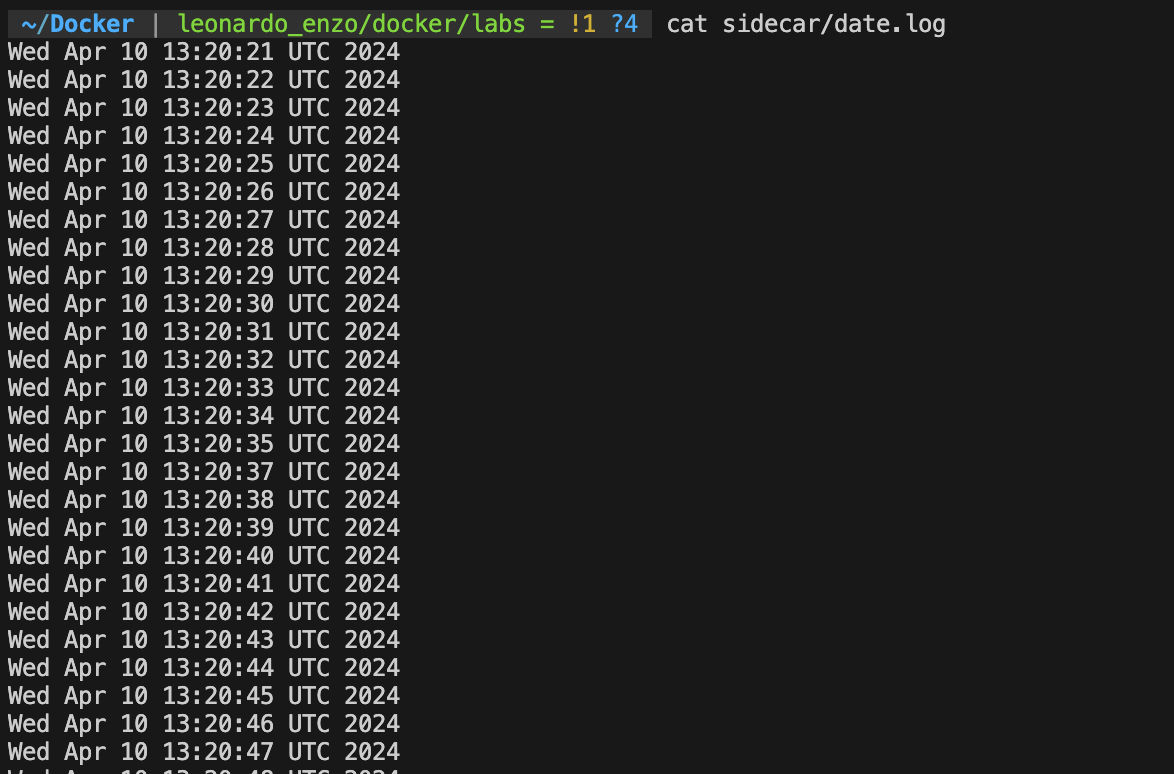 ~/Docker | leonardo_enzo/docker/labs = !1 ?4 cat sidecar/date.log
Wed Apr 10 13:20:21 UTC 2024
Wed Apr 10 13:20:22 UTC 2024
Wed Apr 10 13:20:23 UTC 2024
Wed Apr 10 13:20:24 UTC 2024
Wed Apr 10 13:20:25 UTC 2024
Wed Apr 10 13:20:26 UTC 2024
Wed Apr 10 13:20:27 UTC 2024
Wed Apr 10 13:20:28 UTC 2024
Wed Apr 10 13:20:29 UTC 2024
Wed Apr 10 13:20:30 UTC 2024
Wed Apr 10 13:20:31 UTC 2024
Wed Apr 10 13:20:32 UTC 2024
Wed Apr 10 13:20:33 UTC 2024
Wed Apr 10 13:20:34 UTC 2024
Wed Apr 10 13:20:35 UTC 2024
Wed Apr 10 13:20:37 UTC 2024
Wed Apr 10 13:20:38 UTC 2024
Wed Apr 10 13:20:39 UTC 2024
Wed Apr 10 13:20:40 UTC 2024
Wed Apr 10 13:20:41 UTC 2024
Wed Apr 10 13:20:42 UTC 2024
Wed Apr 10 13:20:43 UTC 2024
Wed Apr 10 13:20:44 UTC 2024
Wed Apr 10 13:20:45 UTC 2024
Wed Apr 10 13:20:46 UTC 2024
Wed Apr 10 13:20:47 UTC 2024